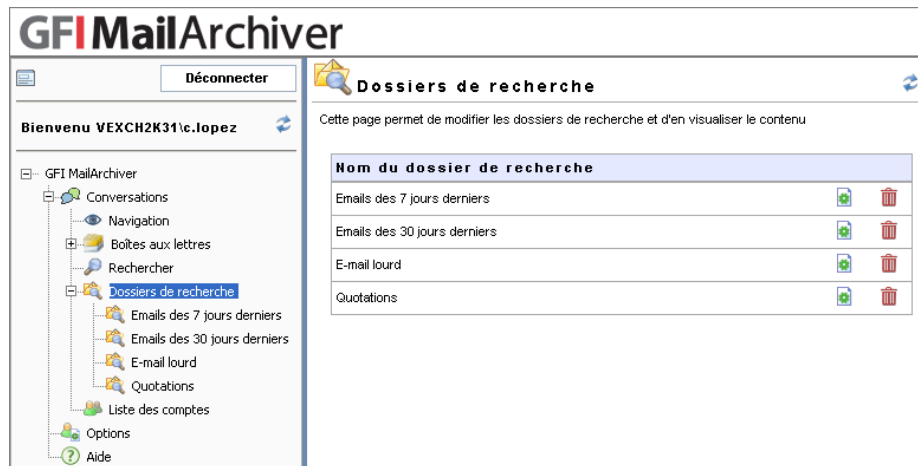 GFI MailArchiver
Déconnecter
Bienvenu VEXCH2K31\c.lopez
GFI MailArchiver
Conversations
Navigation
Boîtes aux lettres
Rechercher
Dossiers de recherche
Emails des 7 jours derniers
Emails des 30 jours derniers
E-mail lourd
Quotations
Liste des comptes
Options
Aide
Dossiers de recherche
Cette page permet de modifier les dossiers de recherche et d'en visualiser le contenu
Nom du dossier de recherche
Emails des 7 jours derniers
Emails des 30 jours derniers
E-mail lourd
Quotations